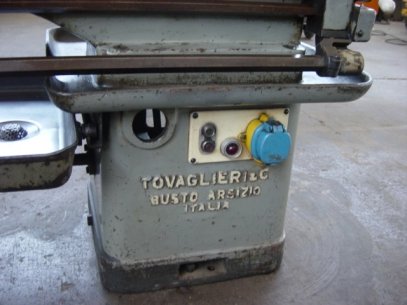 TOVAGLIERI & C
BUSTO ARSIZIO
ITALIA